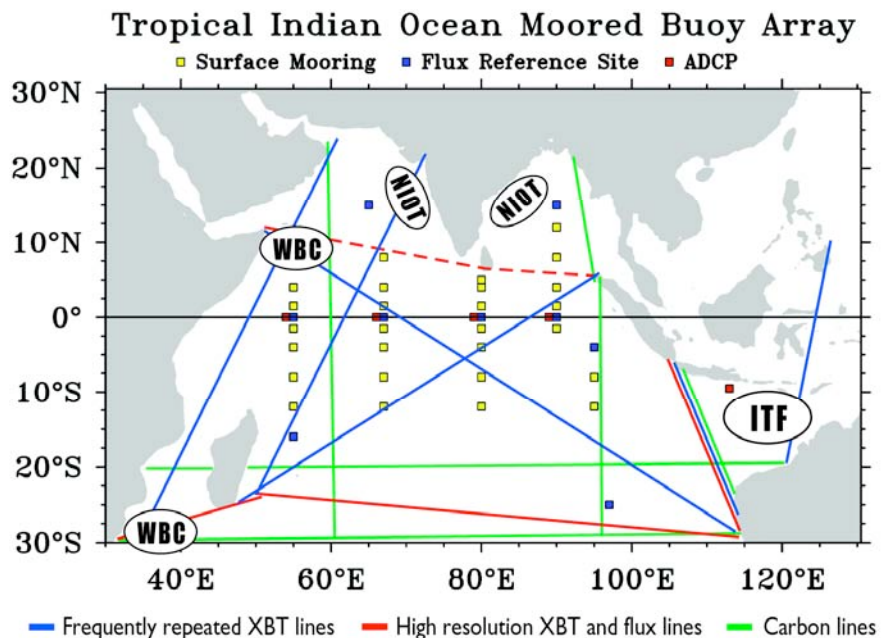 Tropical Indian Ocean Moored Buoy Array
Surface Mooring Flux Reference Site ADCP
30°N
20°N
NIOT NIOT
10°N
WBC
0°
10°S
ITF
20°S
WBC
30°S
40°E 60°E 80°E 100°E 120°E
Frequently repeated XBT lines High resolution XBT and flux lines Carbon lines